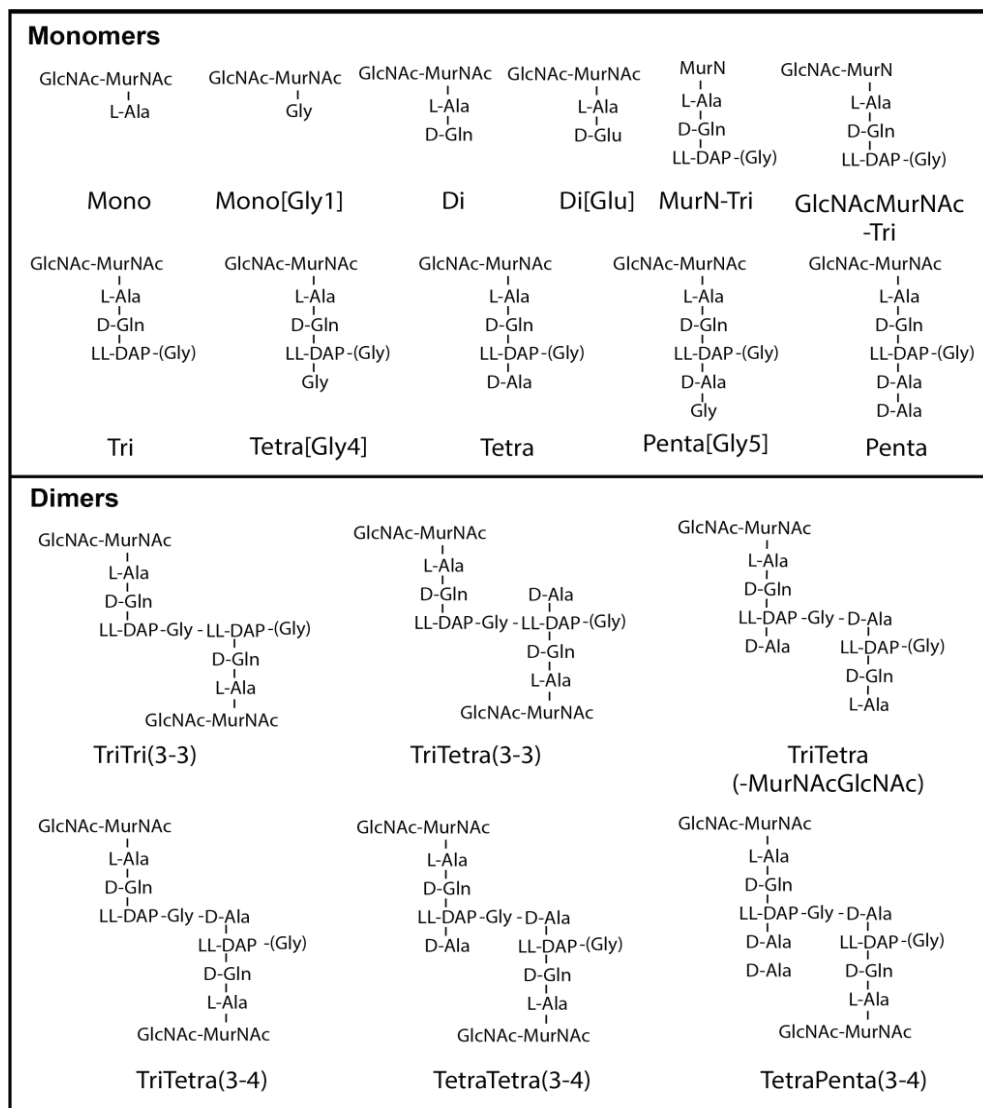 Monomers
GlcNAc-MurNAc
L-Ala
Mono
GlcNAc-MurNAc
Gly
Mono[Gly1]
GlcNAc-MurNAc
L-Ala
D-Gln
Di
GlcNAc-MurNAc
L-Ala
D-Glu
Di[Glu]
MurN
L-Ala
D-Gln
LL-DAP-(Gly)
MurN-Tri
GlcNAc-MurN
L-Ala
D-Gln
LL-DAP-(Gly)
GlcNAcMurNAc
-Tri
GlcNAc-MurNAc
L-Ala
D-Gln
LL-DAP-(Gly)
Tri
GlcNAc-MurNAc
L-Ala
D-Gln
LL-DAP-(Gly)
Gly
Tetra[Gly4]
GlcNAc-MurNAc
L-Ala
D-Gln
LL-DAP-(Gly)
D-Ala
Tetra
GlcNAc-MurNAc
L-Ala
D-Gln
LL-DAP-(Gly)
D-Ala
Gly
Penta[Gly5]
GlcNAc-MurNAc
L-Ala
D-Gln
LL-DAP-(Gly)
D-Ala
D-Ala
Penta
Dimers
GlcNAc-MurNAc
L-Ala
D-Gln
LL-DAP-Gly - LL-DAP-(Gly)
D-Gln
L-Ala
GlcNAc-MurNAc
TriTri(3-3)
GlcNAc-MurNAc
L-Ala
D-Gln D-Ala
LL-DAP-Gly - LL-DAP-(Gly)
D-Gln
L-Ala
GlcNAc-MurNAc
TriTetra(3-3)
GlcNAc-MurNAc
L-Ala
D-Gln
LL-DAP -Gly - D-Ala
D-Ala LL-DAP-(Gly)
D-Gln
L-Ala
TriTetra
(-MurNAcGlcNAc)
GlcNAc-MurNAc
L-Ala
D-Gln
LL-DAP -Gly - D-Ala
LL-DAP -(Gly)
D-Gln
L-Ala
GlcNAc-MurNAc
TriTetra(3-4)
GlcNAc-MurNAc
L-Ala
D-Gln
LL-DAP -Gly - D-Ala
D-Ala LL-DAP-(Gly)
D-Gln
L-Ala
GlcNAc-MurNAc
TetraTetra(3-4)
GlcNAc-MurNAc
L-Ala
D-Gln
LL-DAP -Gly - D-Ala
D-Ala LL-DAP-(Gly)
D-Ala D-Gln
L-Ala
GlcNAc-MurNAc
TetraPenta(3-4)